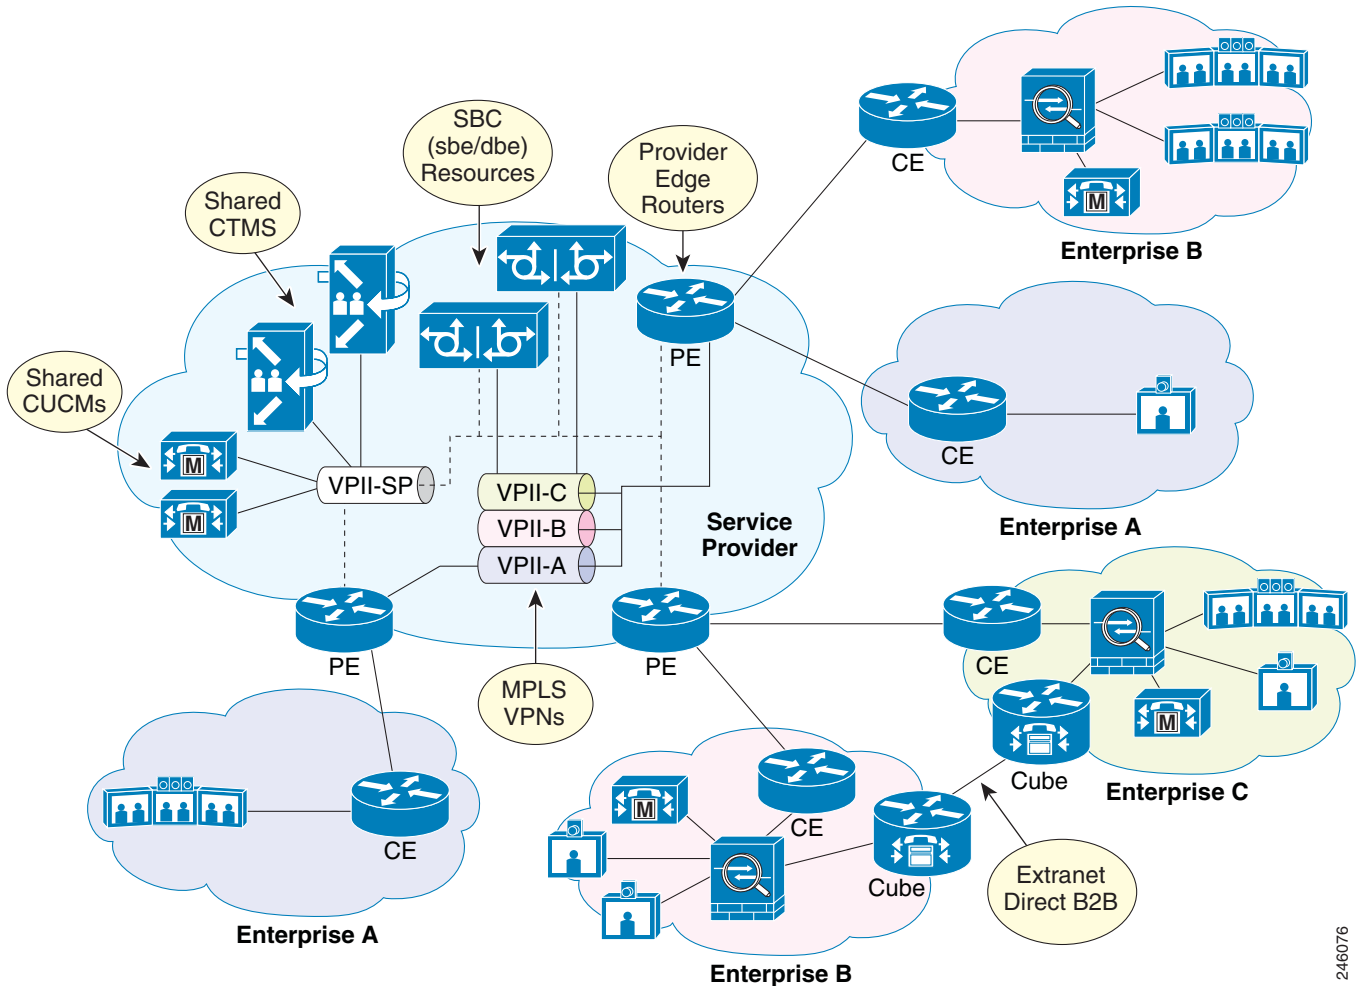 SBC
(sbe/dbe)
Resources
Provider
Edge
Routers
Shared
CTMS
Shared
CUCMs
CE
Enterprise B
PE
CE
Enterprise A
M
M
M
VPII-SP
VPII-C
VPII-B
VPII-A
Service
Provider
PE
PE
MPLS
VPNs
CE
M
Cube
Enterprise C
CE
Enterprise A
M
CE
Cube
Enterprise B
Extranet
Direct B2B
246076